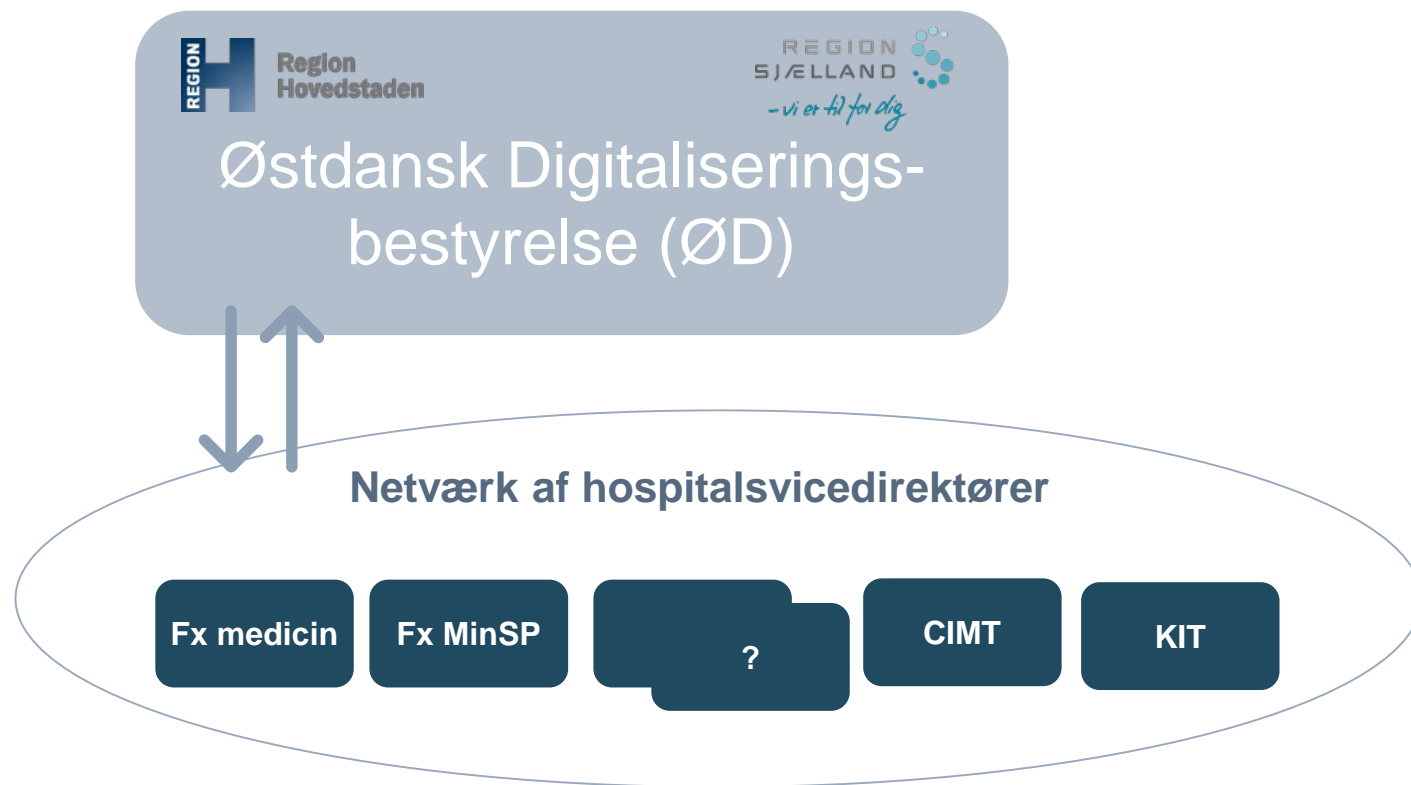 REGION
Region
Hovedstaden
REGION
SJÆLLAND
- vi er til for dig
Østdansk Digitaliserings-
bestyrelse (ØD)
Netværk af hospitalsvicedirektører
Fx medicin
Fx MinSP
?
CIMT
KIT